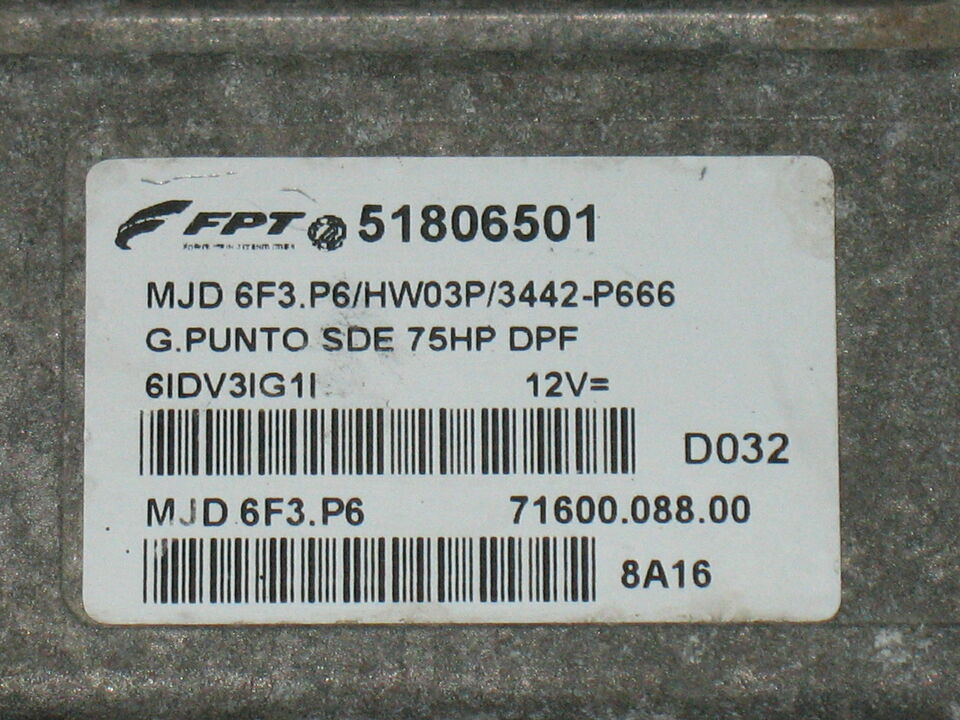 FPT 51806501
MJD 6F3.P6/HW03P/3442-P666
G.PUNTO SDE 75HP DPF
6IDV3IG1I 12V=
D032
MJD 6F3.P6 71600.088.00
8A16